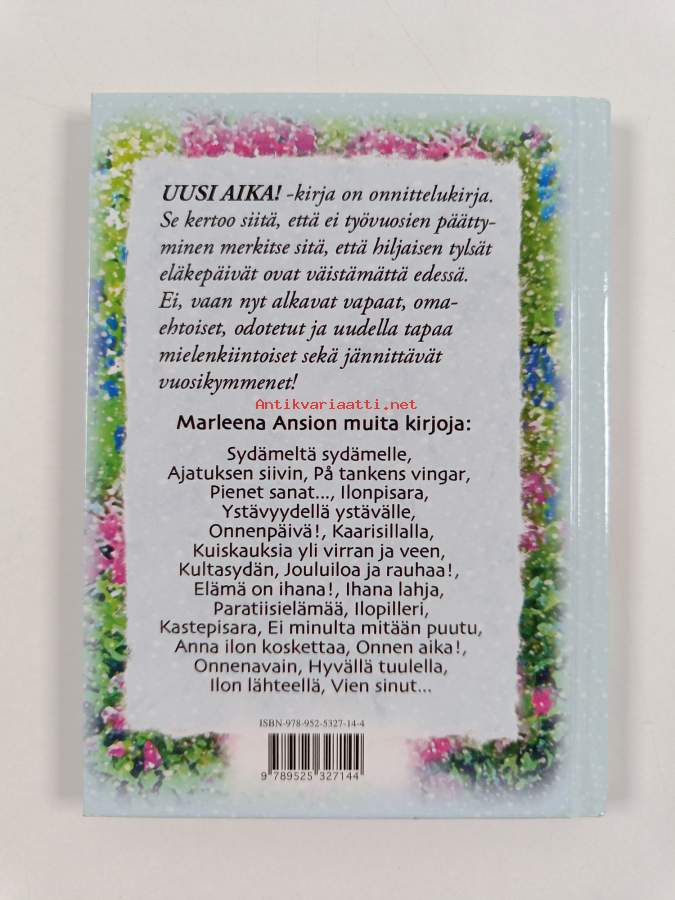 UUSI AIKA! -kirja on onnittelukirja.
Se kertoo siitä, että ei työvuosien päätty-
minen merkitse sitä, että hiljaisen tylsät
eläkepäivät ovat väistämättä edessä.
Ei, vaan nyt alkavat vapaat, oma-
ehtoiset, odotetut ja uudella tapaa
mielenkiintoiset sekä jännittävät
vuosikymmenet!
Antikvariaatti.net
Marleena Ansion muita kirjoja:
Sydämeltä sydämelle,
Ajatuksen siivin, På tankens vingar,
Pienet sanat..., Ilonpisara,
Ystävyydellä ystävälle,
Onnenpäivä!, Kaarisillalla,
Kuiskauksia yli virran ja veen,
Kultasydän, Jouluiloa ja rauhaa!,
Elämä on ihana!, Ihana lahja,
Paratiisielämää, Ilopilleri,
Kastepisara, Ei minulta mitään puutu,
Anna ilon koskettaa, Onnen aika!,
Onnenavain, Hyvällä tuulella,
Ilon lähteellä, Vien sinut...
ISBN-978-952-5327-14-4
9 789525 327144